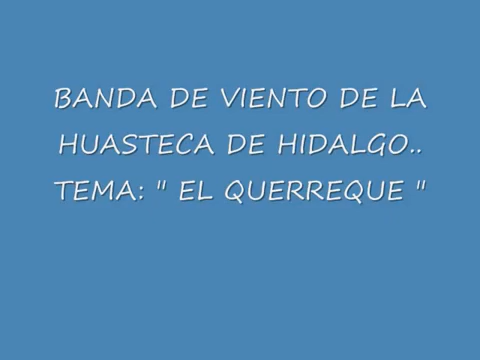 BANDA DE VIENTO DE LA
HUASTECA DE HIDALGO..
TEMA: " EL QUERREQUE "